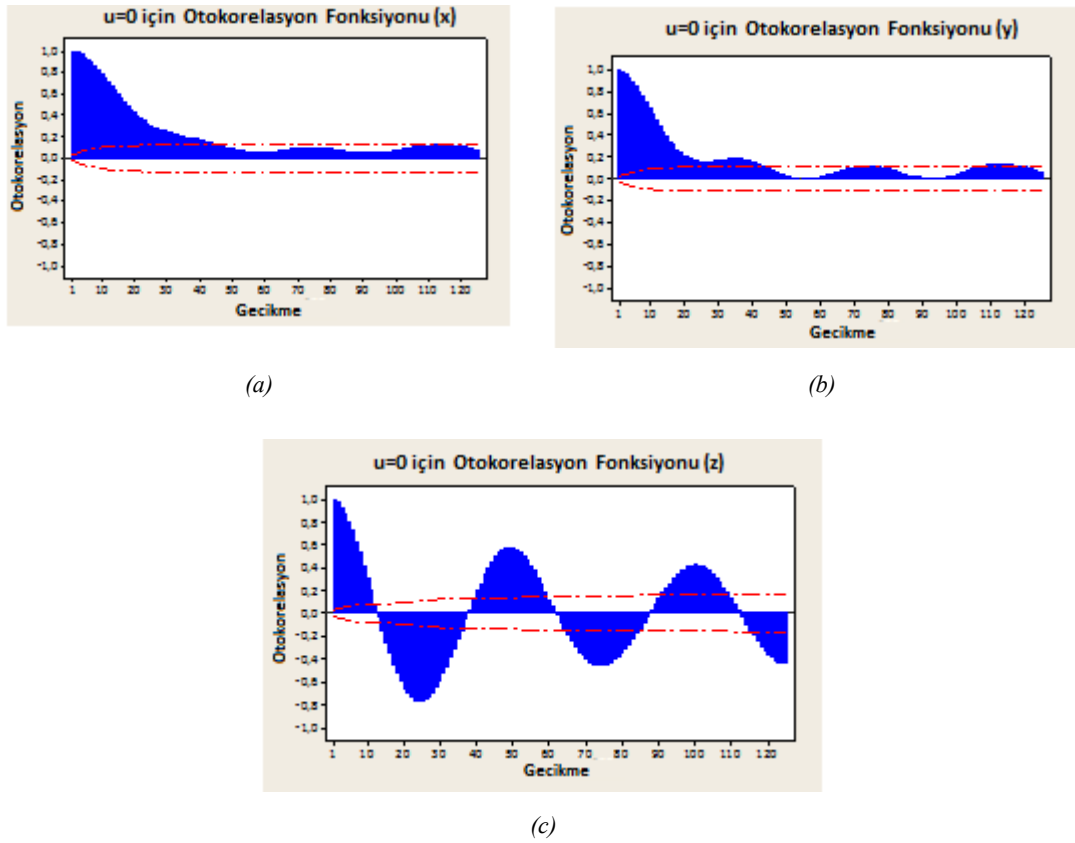 u=0 için Otokorelasyon Fonksiyonu (x)
Otokorelasyon
1,0
0,8
0,6
0,4
0,2
0,0
-0,2
-0,4
-0,6
-0,8
-1,0
1 10 20 30 40 50 60 70 80 90 100 110 120
Gecikme
(a)
u=0 için Otokorelasyon Fonksiyonu (y)
Otokorelasyon
1,0
0,8
0,6
0,4
0,2
0,0
-0,2
-0,4
-0,6
-0,8
-1,0
1 10 20 30 40 50 60 70 80 90 100 110 120
Gecikme
(b)
u=0 için Otokorelasyon Fonksiyonu (z)
Otokorelasyon
1,0
0,8
0,6
0,4
0,2
0,0
-0,2
-0,4
-0,6
-0,8
-1,0
1 10 20 30 40 50 60 70 80 90 100 110 120
Gecikme
(c)